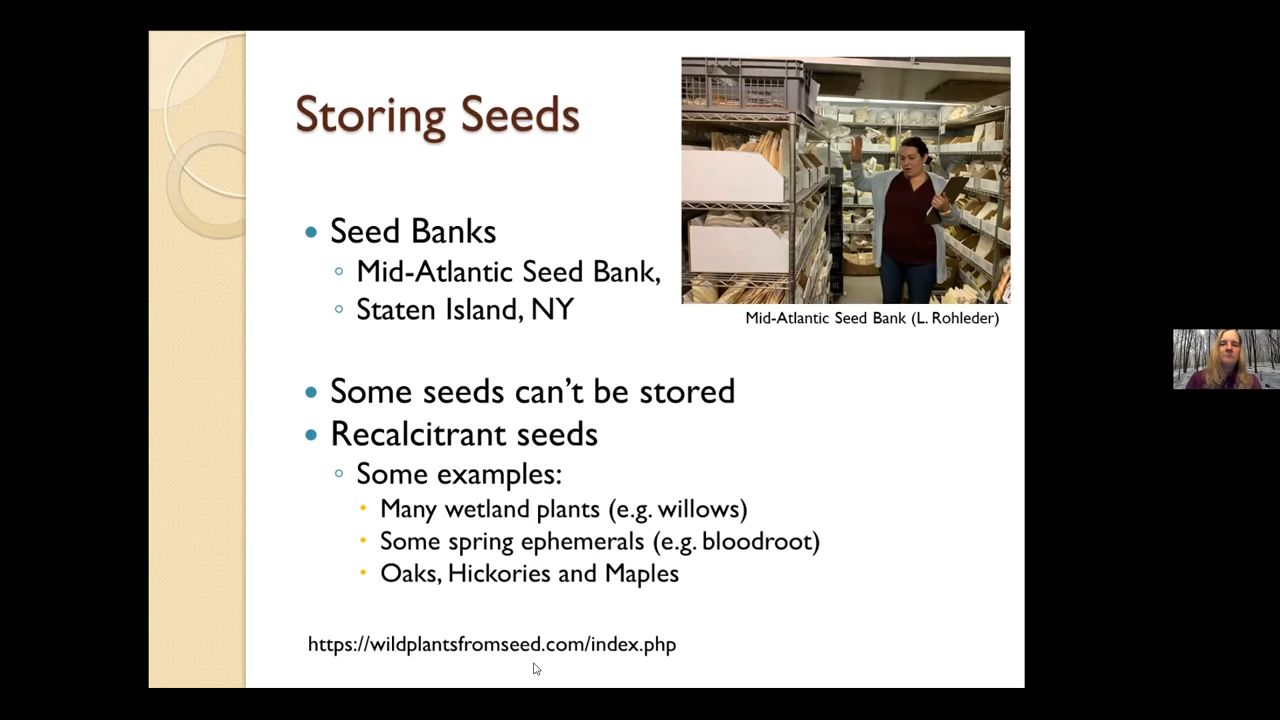 Storing Seeds
Seed Banks
Mid-Atlantic Seed Bank,
Staten Island, NY
Mid-Atlantic Seed Bank (L. Rohleder)
Some seeds can't be stored
Recalcitrant seeds
Some examples:
Many wetland plants (e.g. willows)
Some spring ephemerals (e.g. bloodroot)
Oaks, Hickories and Maples
https://wildplantsfromseed.com/index.php